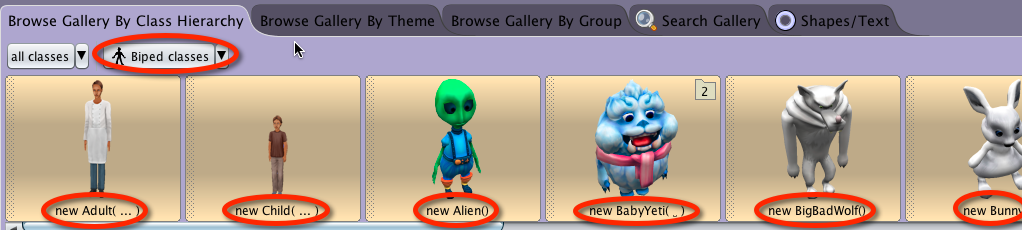 Browse Gallery By Class Hierarchy Browse Gallery By Theme Browse Gallery By Group Search Gallery Shapes/Text
all classes Biped classes
2
new Adult( ... ) new Child( ... ) new Alien() new BabyYeti( ... ) new BigBadWolf() new Bunny